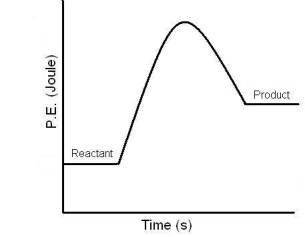 P.E. (Joule)
Product
Reactant
Time (s)